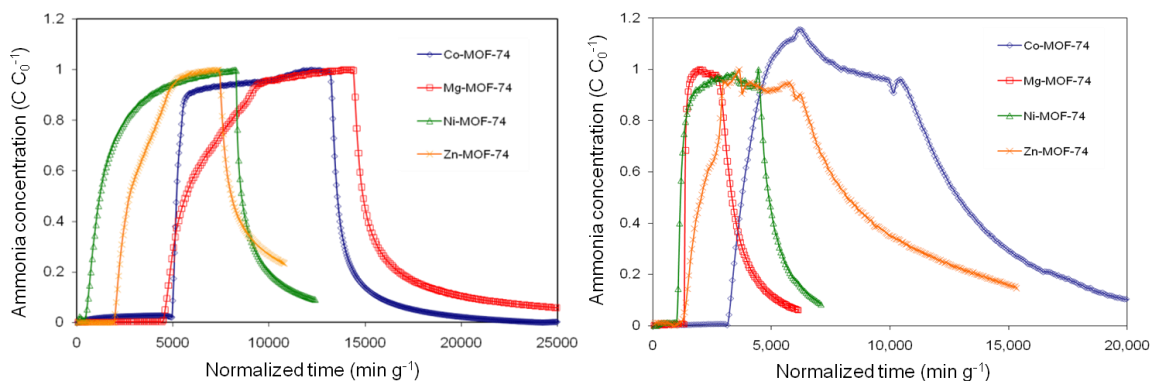 1.2
1
0.8
0.6
0.4
0.2
0
Ammonia concentration (C C₀⁻¹)
Co-MOF-74
Mg-MOF-74
Ni-MOF-74
Zn-MOF-74
0 5000 10000 15000 20000 25000
Normalized time (min g⁻¹)
1.2
1
0.8
0.6
0.4
0.2
0
Ammonia concentration (C C₀⁻¹)
Co-MOF-74
Mg-MOF-74
Ni-MOF-74
Zn-MOF-74
0 5,000 10,000 15,000 20,000
Normalized time (min g⁻¹)